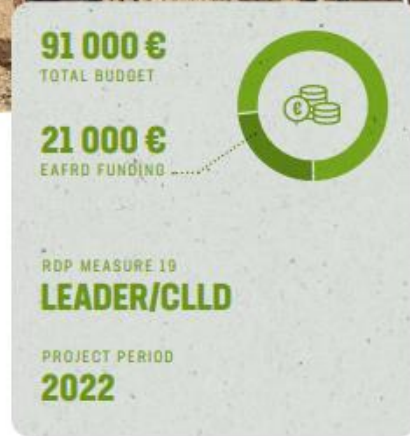 91 000 €
TOTAL BUDGET
21 000 €
EAFRD FUNDING
€
RDP MEASURE 19
LEADER/CLLD
PROJECT PERIOD
2022